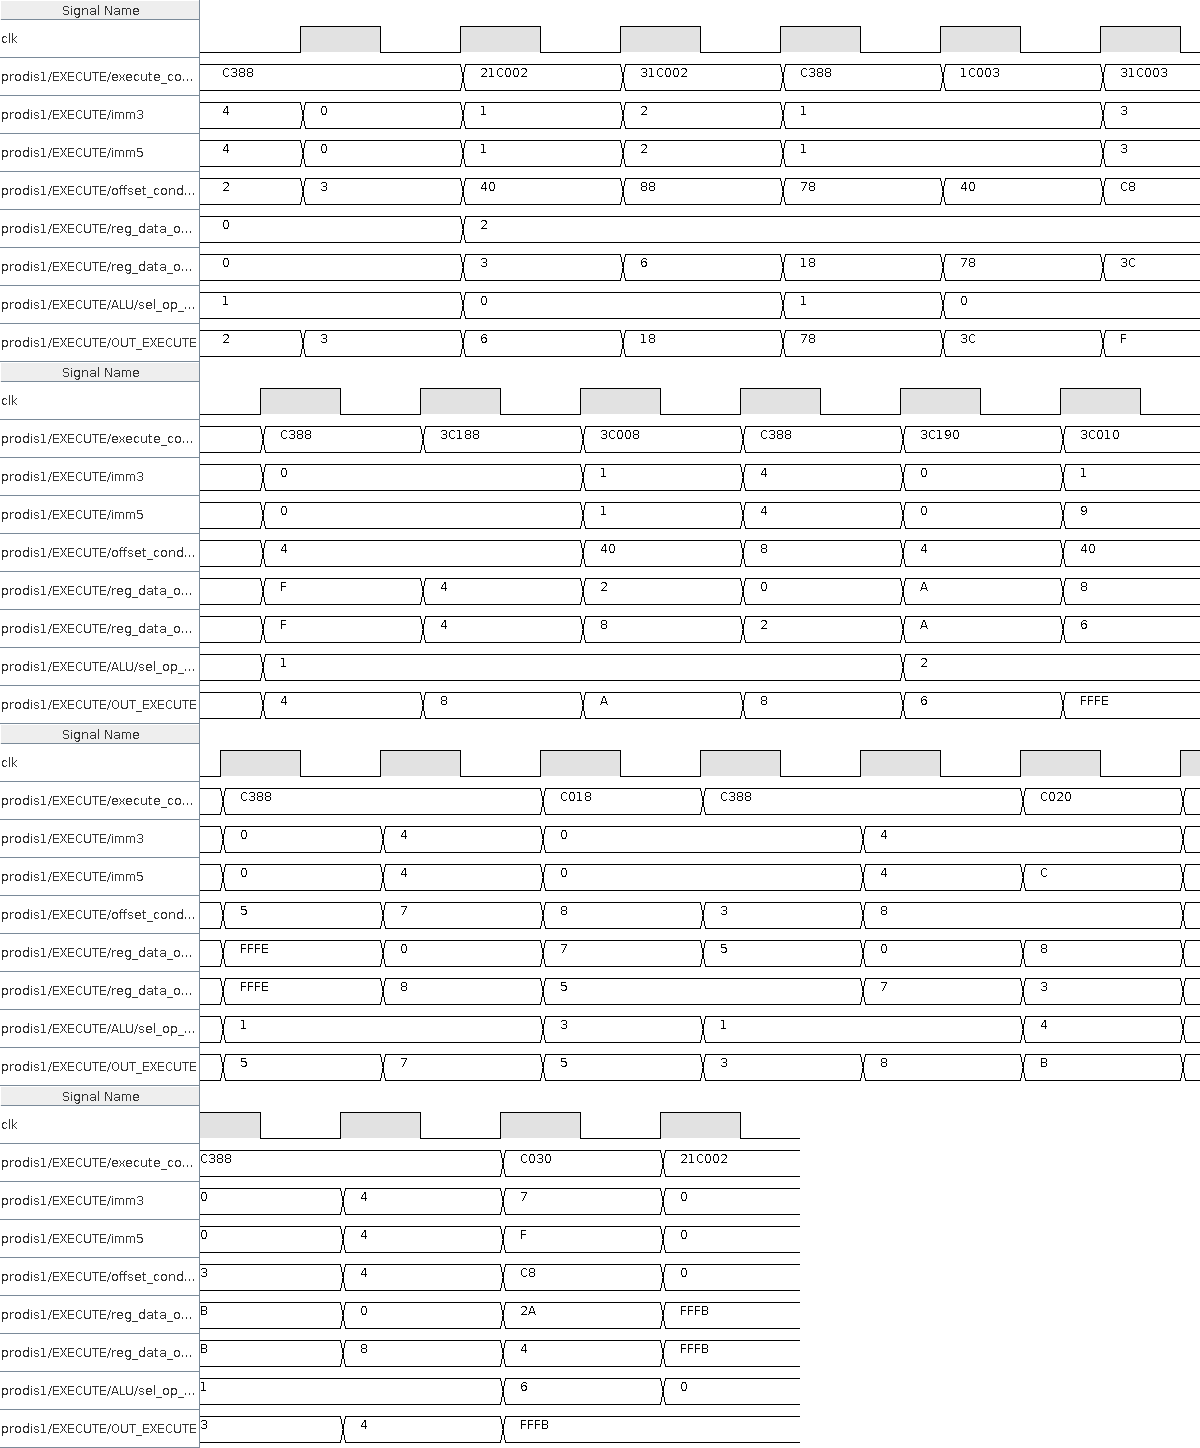 Signal Name
clk
prodis1/EXECUTE/execute_co... C388 21C002 31C002 C388 1C003 31C003
prodis1/EXECUTE/imm3 4 0 1 2 1 3
prodis1/EXECUTE/imm5 4 0 1 2 1 3
prodis1/EXECUTE/offset_cond... 2 3 40 88 78 40 C8
prodis1/EXECUTE/reg_data_o... 0 2
prodis1/EXECUTE/reg_data_o... 0 3 6 18 78 3C
prodis1/EXECUTE/ALU/sel_op_... 1 0 1 0
prodis1/EXECUTE/OUT_EXECUTE 2 3 6 18 78 3C F
Signal Name
clk
prodis1/EXECUTE/execute_co... C388 3C188 3C008 C388 3C190 3C010
prodis1/EXECUTE/imm3 0 1 4 0 1
prodis1/EXECUTE/imm5 0 1 4 0 9
prodis1/EXECUTE/offset_cond... 4 40 8 4 40
prodis1/EXECUTE/reg_data_o... F 4 2 0 A 8
prodis1/EXECUTE/reg_data_o... F 4 8 2 A 6
prodis1/EXECUTE/ALU/sel_op_... 1 2
prodis1/EXECUTE/OUT_EXECUTE 4 8 A 8 6 FFFE
Signal Name
clk
prodis1/EXECUTE/execute_co... C388 C018 C388 C020
prodis1/EXECUTE/imm3 0 4 0 4
prodis1/EXECUTE/imm5 0 4 0 4 C
prodis1/EXECUTE/offset_cond... 5 7 8 3 8
prodis1/EXECUTE/reg_data_o... FFFE 0 7 5 0 8
prodis1/EXECUTE/reg_data_o... FFFE 8 5 7 3
prodis1/EXECUTE/ALU/sel_op_... 1 3 1 4
prodis1/EXECUTE/OUT_EXECUTE 5 7 5 3 8 B
Signal Name
clk
prodis1/EXECUTE/execute_co... C388 C030 21C002
prodis1/EXECUTE/imm3 0 4 7 0
prodis1/EXECUTE/imm5 0 4 F 0
prodis1/EXECUTE/offset_cond... 3 4 C8 0
prodis1/EXECUTE/reg_data_o... B 0 2A FFFB
prodis1/EXECUTE/reg_data_o... B 8 4 FFFB
prodis1/EXECUTE/ALU/sel_op_... 1 6 0
prodis1/EXECUTE/OUT_EXECUTE 3 4 FFFB